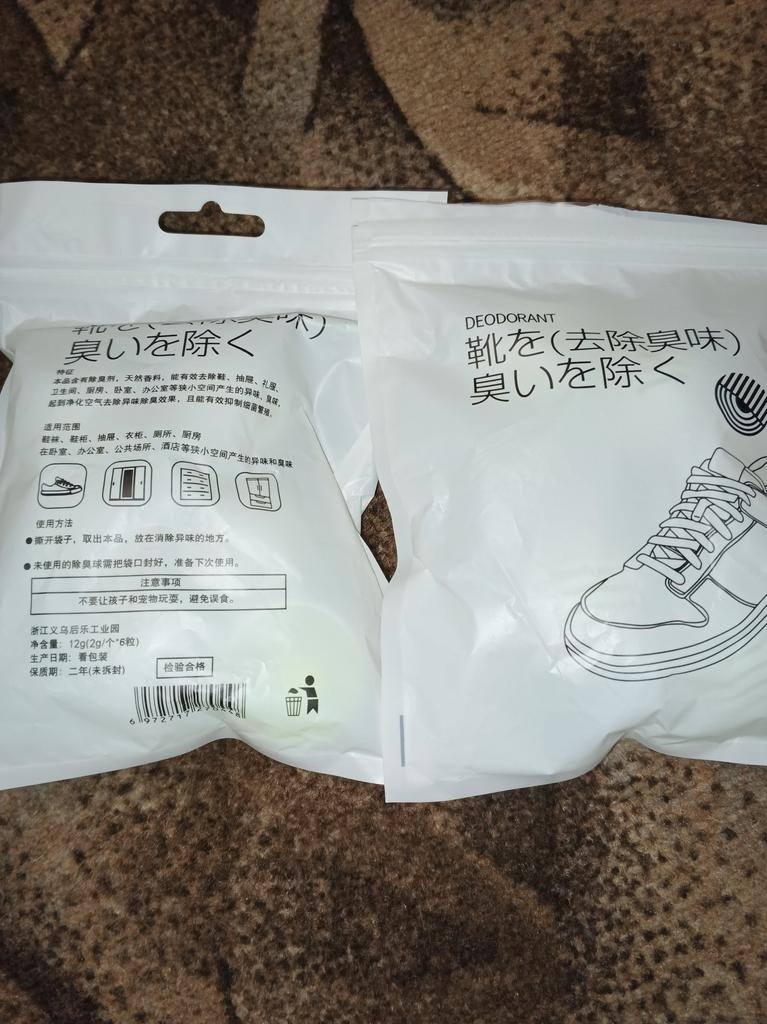 靴を(去除臭味)
臭いを除く
特征
本品含有除臭剂，天然香料，能有效去除鞋、抽屉、礼服、
卫生间、厨房、卧室、办公室等狭小空间产生的异味、臭味，
起到净化空气去除异味除臭效果，且能有效抑制细菌繁殖。
适用范围
鞋袜、鞋柜、抽屉、衣柜、厕所、厨房
在卧室、办公室、公共场所、酒店等狭小空间产生的异味和臭味
使用方法
●撕开袋子，取出本品，放在消除异味的地方。
●未使用的除臭球需把袋口封好，准备下次使用。
注意事项
不要让孩子和宠物玩耍，避免误食。
浙江义乌后乐工业园
净含量：12g(2g/个*6粒)
生产日期：看包装
保质期：二年(未拆封)
检验合格
DEODORANT
靴を(去除臭味)
臭いを除く